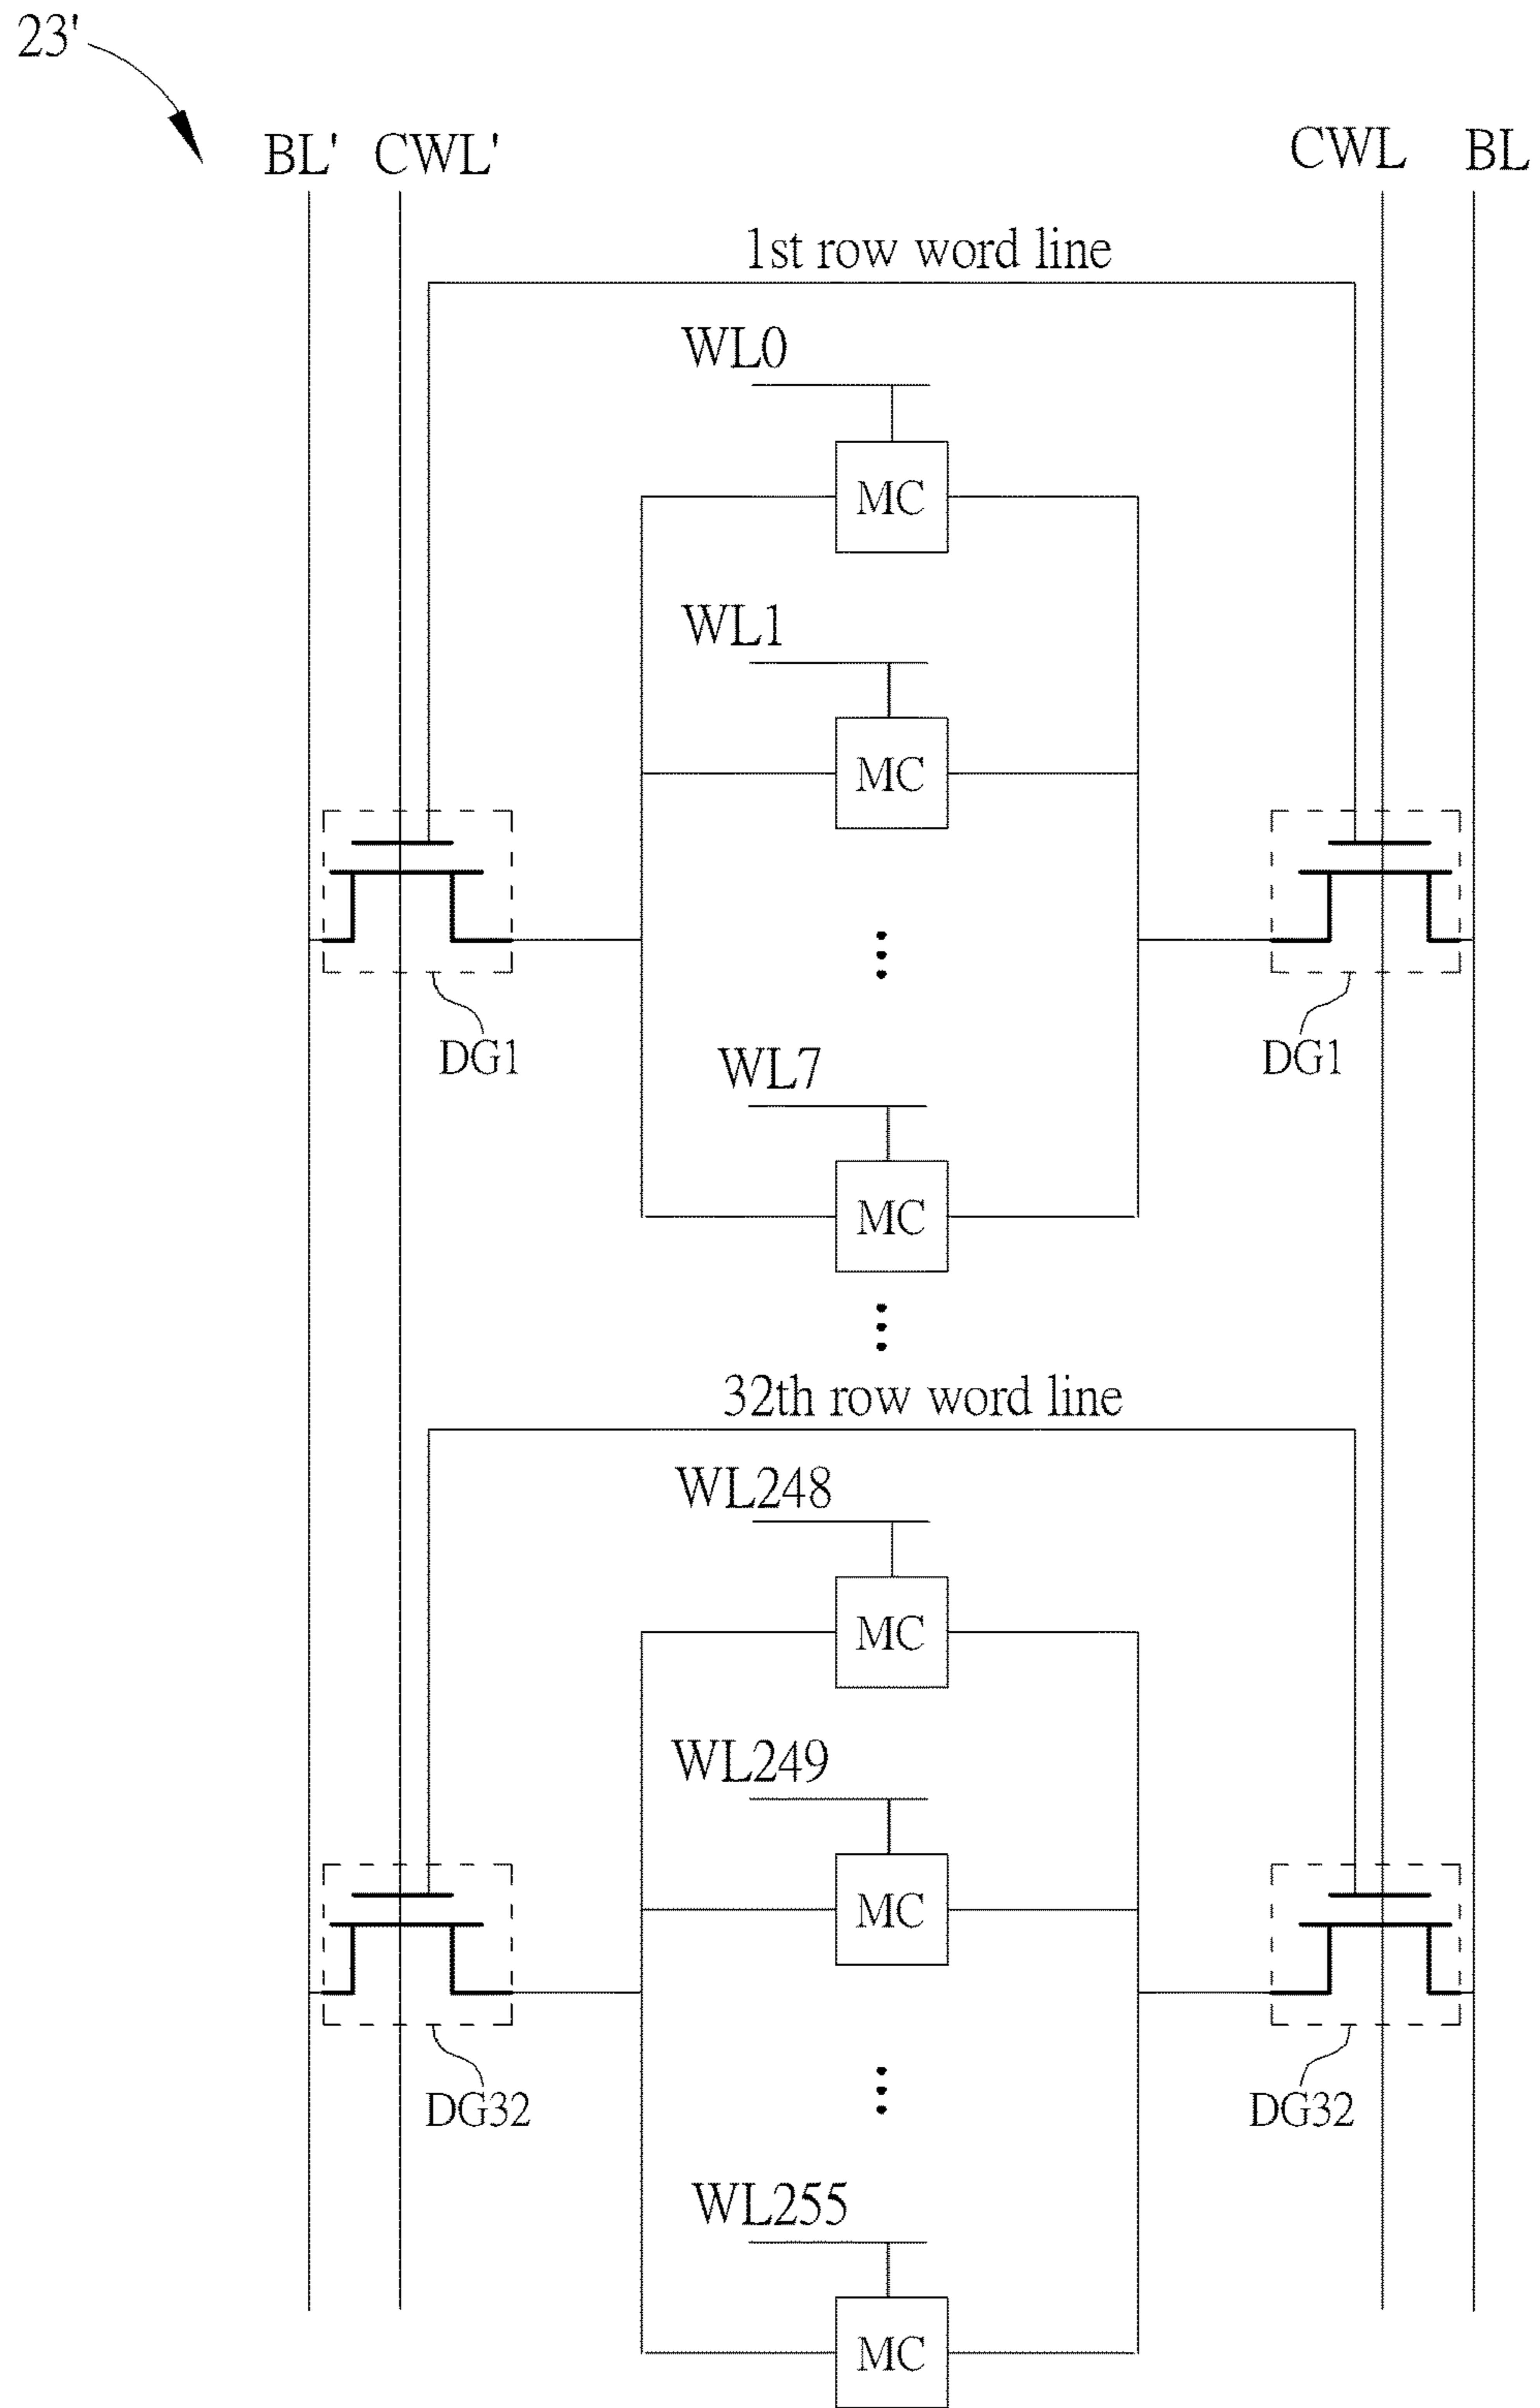 23'
BL' CWL' CWL BL
1st row word line
WL0
MC
WL1
MC
DG1 DG1
WL7
MC
32th row word line
WL248
MC
WL249
MC
DG32 DG32
WL255
MC